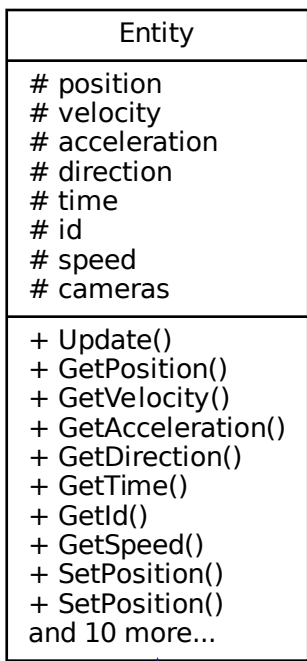 Entity
# position
# velocity
# acceleration
# direction
# time
# id
# speed
# cameras
+ Update()
+ GetPosition()
+ GetVelocity()
+ GetAcceleration()
+ GetDirection()
+ GetTime()
+ GetId()
+ GetSpeed()
+ SetPosition()
+ SetPosition()
and 10 more...